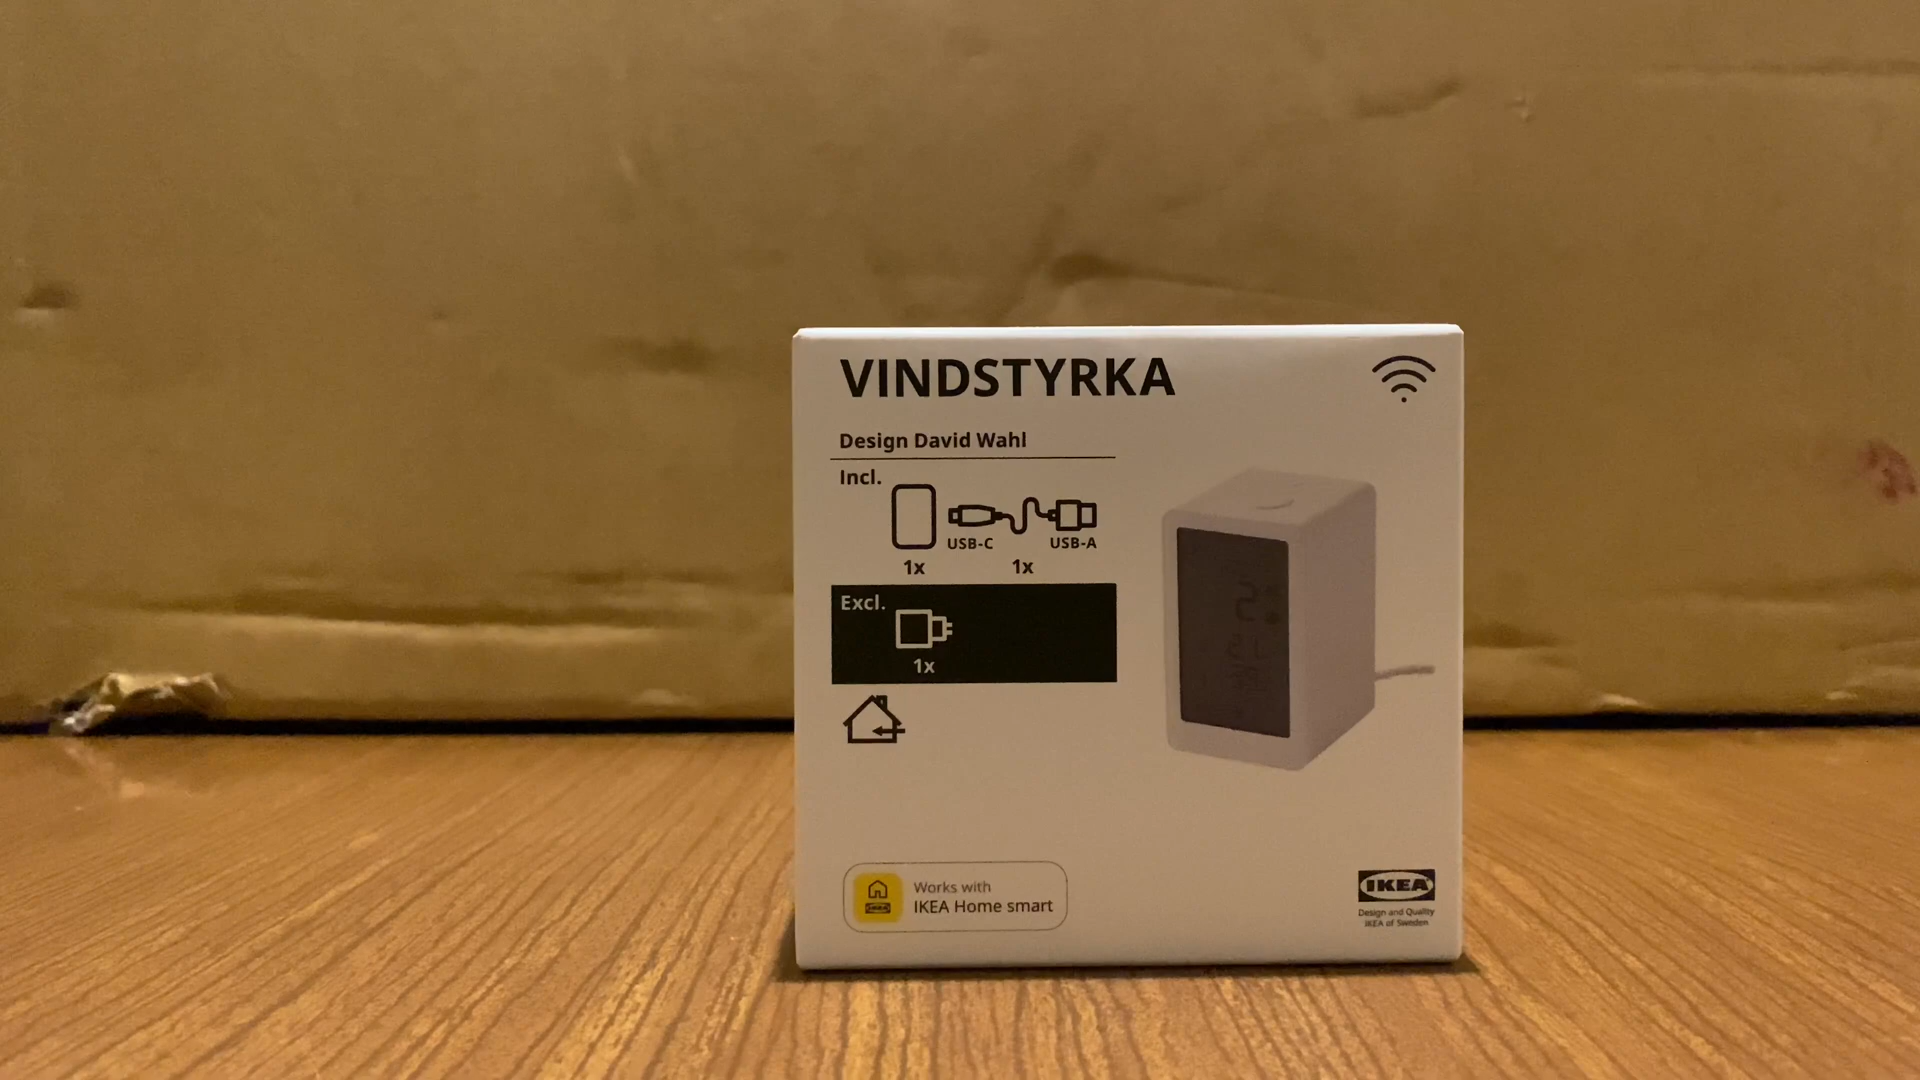 VINDSTYRKA
Design David Wahl
Incl.
USB-C USB-A
1x 1x
Excl.
1x
Works with
IKEA Home smart
IKEA
Design and Quality
IKEA of Sweden